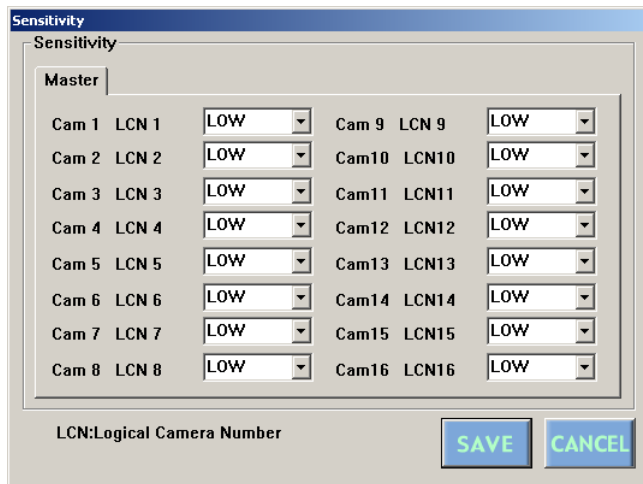 Sensitivity
Sensitivity
Master
Cam 1 LCN 1 LOW Cam 9 LCN 9 LOW
Cam 2 LCN 2 LOW Cam10 LCN10 LOW
Cam 3 LCN 3 LOW Cam11 LCN11 LOW
Cam 4 LCN 4 LOW Cam12 LCN12 LOW
Cam 5 LCN 5 LOW Cam13 LCN13 LOW
Cam 6 LCN 6 LOW Cam14 LCN14 LOW
Cam 7 LCN 7 LOW Cam15 LCN15 LOW
Cam 8 LCN 8 LOW Cam16 LCN16 LOW
LCN:Logical Camera Number
SAVE CANCEL